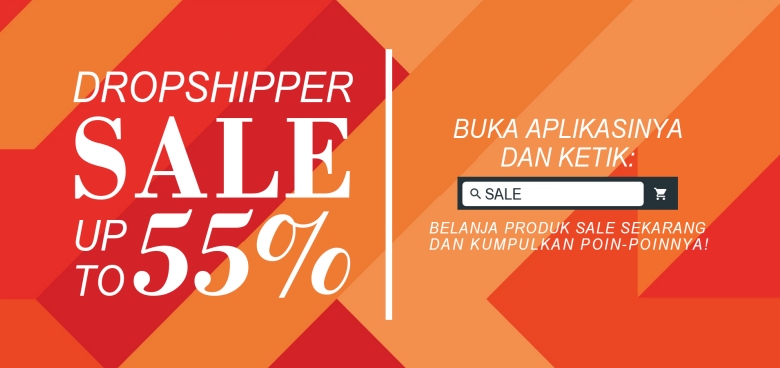 DROPSHIPPER
SALE
UP
TO 55%
BUKA APLIKASINYA
DAN KETIK:
SALE
BELANJA PRODUK SALE SEKARANG
DAN KUMPULKAN POIN-POINNYA!